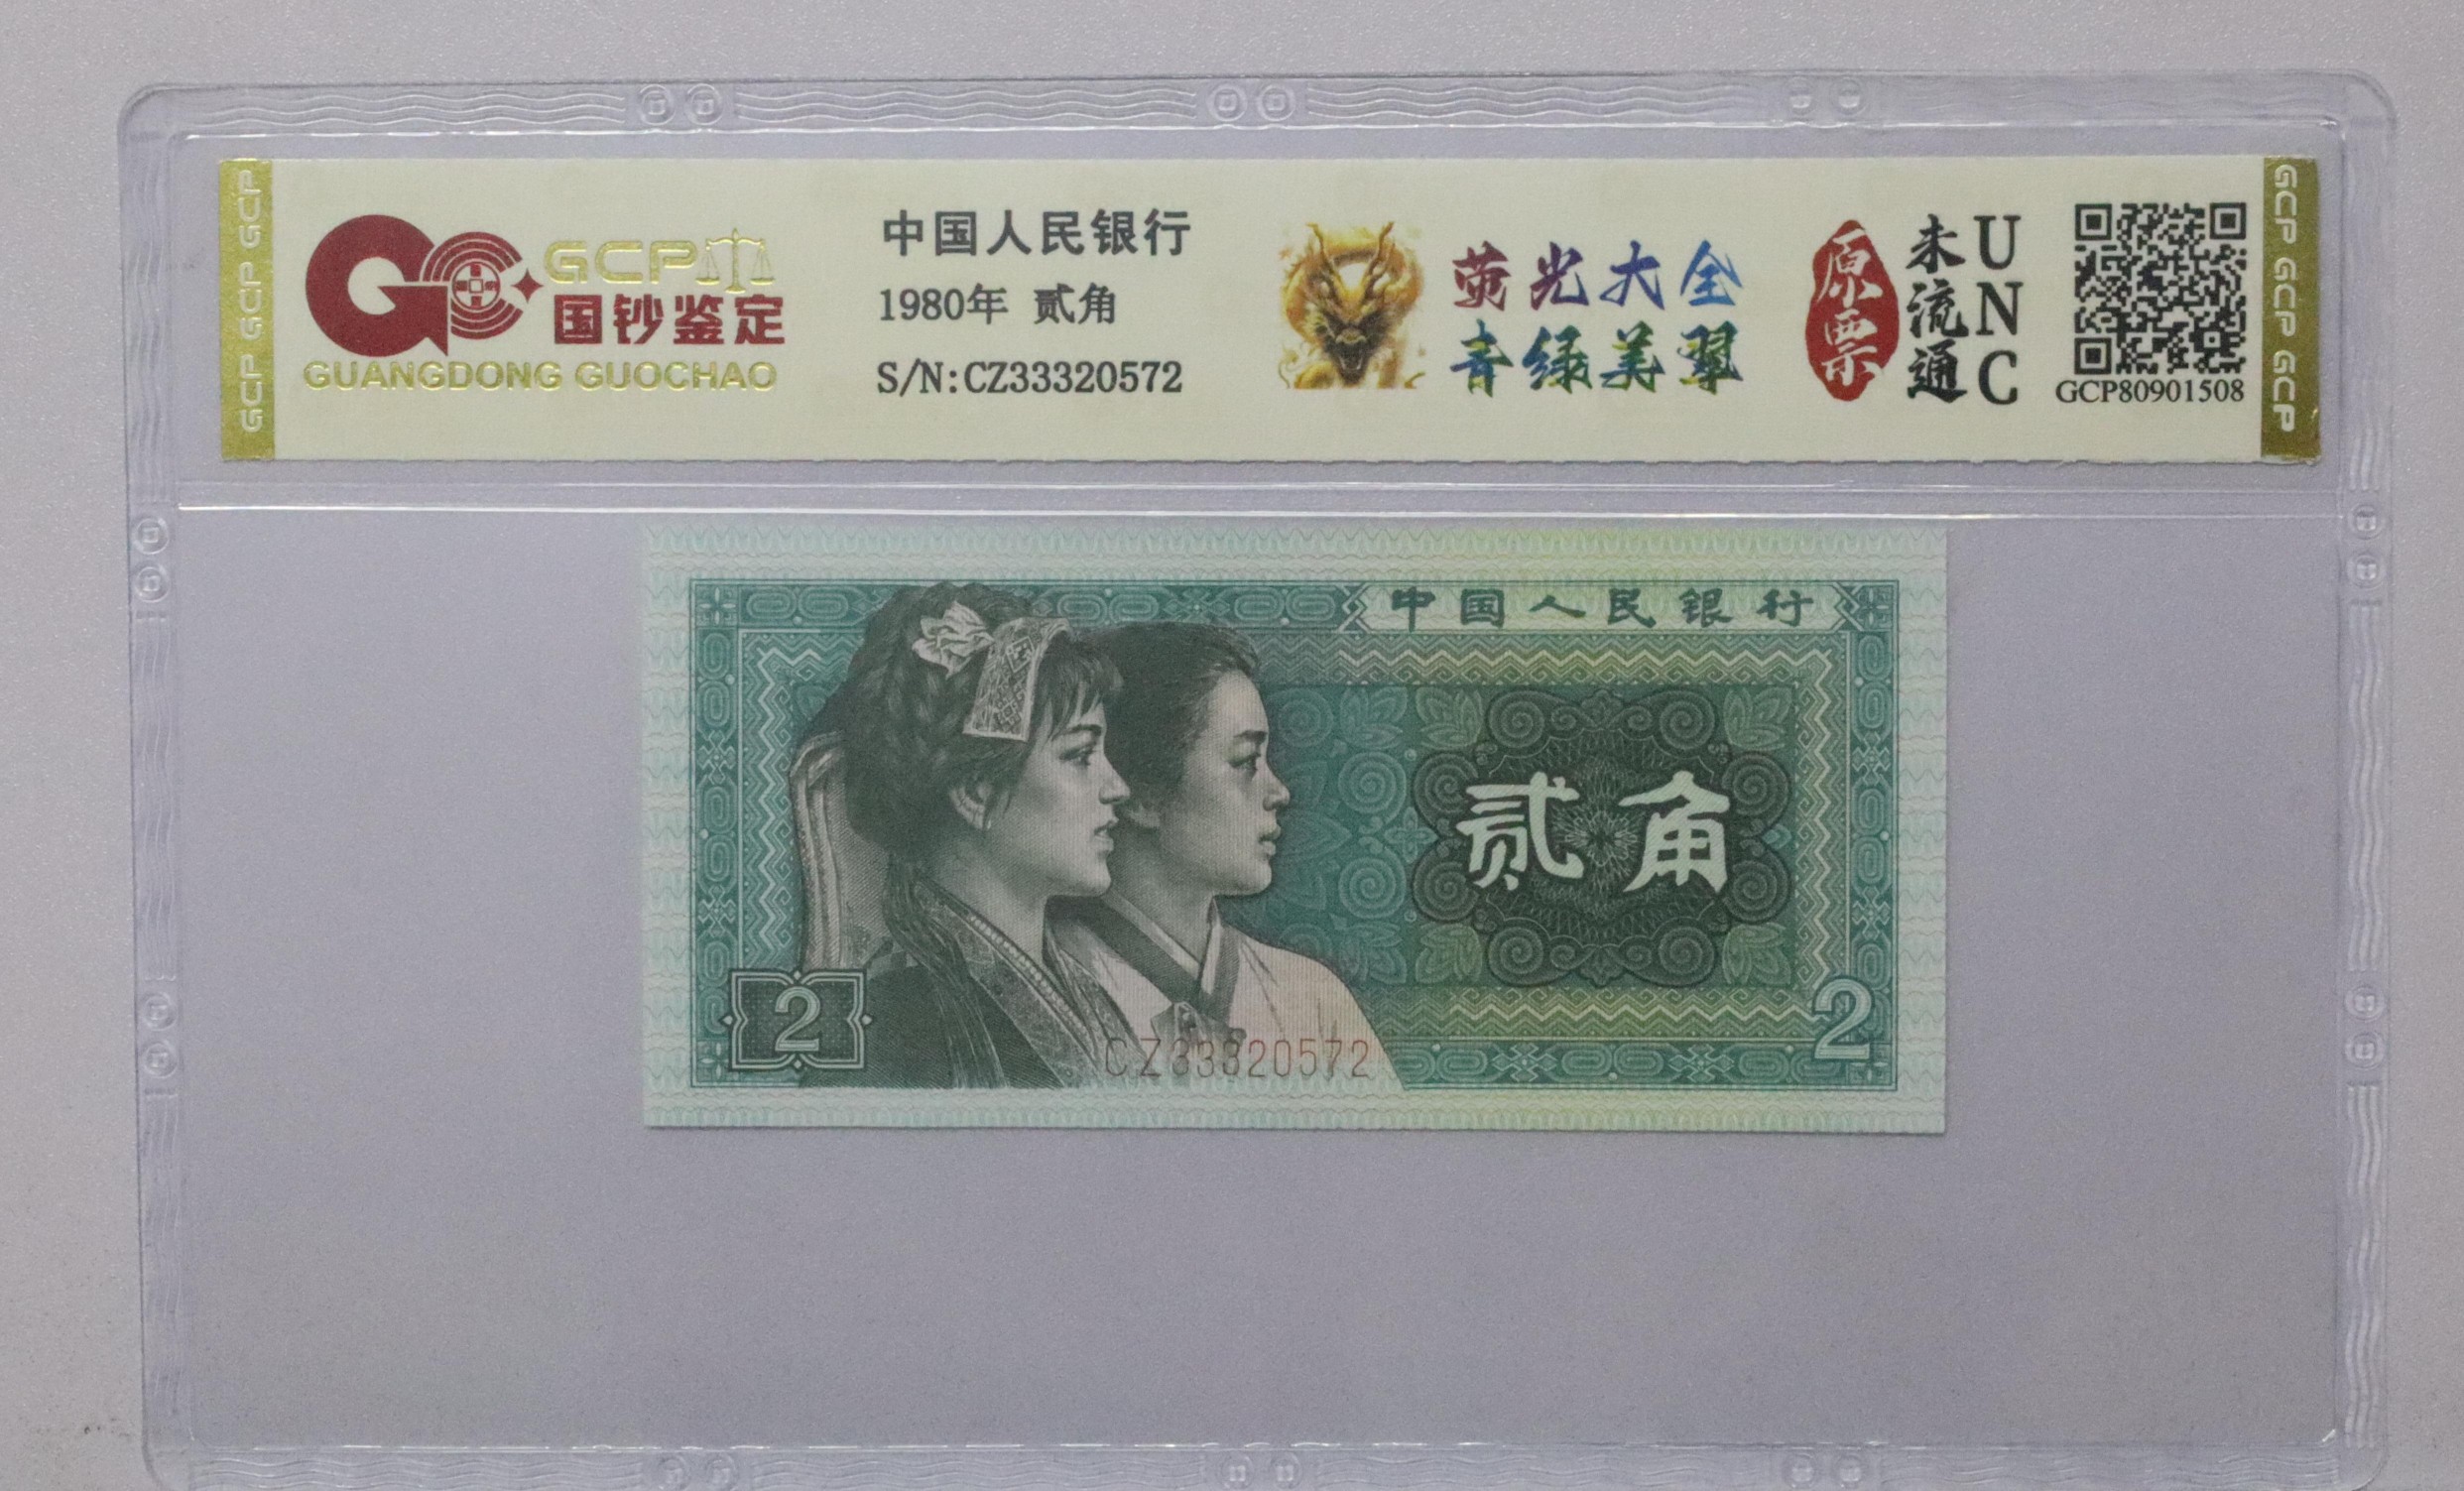 GCP GCP GCP
GCP
国钞鉴定
GUANGDONG GUOCHAO
中国人民银行
1980年 贰角
S/N:CZ33320572
荧光大全
青绿美翠
原票
未流通
UNC
GCP80901508
GCP GCP GCP
中国人民银行
贰角
2
2
CZ33320572